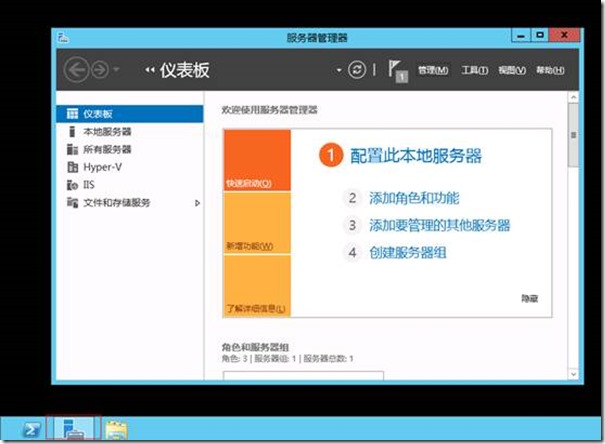 服务器管理器
仪表板
1
管理(M) 工具(T) 视图(V) 帮助(H)
仪表板
本地服务器
所有服务器
Hyper-V
IIS
文件和存储服务
欢迎使用服务器管理器
快速启动(Q)
新增功能(W)
了解详细信息(L)
1 配置此本地服务器
2 添加角色和功能
3 添加要管理的其他服务器
4 创建服务器组
隐藏
角色和服务器组
角色: 3 | 服务器组: 1 | 服务器总数: 1